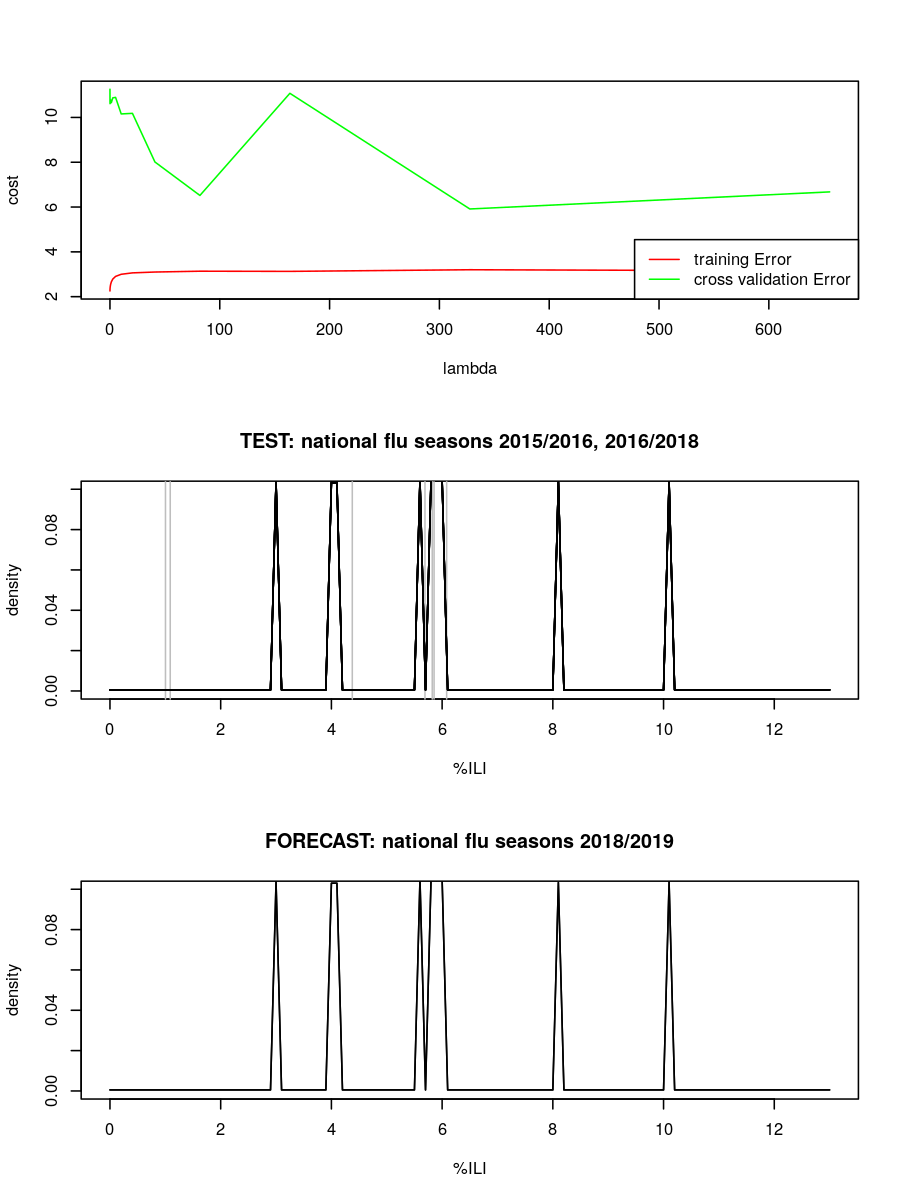 cost
10
8
6
4
2
training Error
cross validation Error
0 100 200 300 400 500 600
lambda
TEST: national flu seasons 2015/2016, 2016/2018
density
0.08
0.04
0.00
0 2 4 6 8 10 12
%ILI
FORECAST: national flu seasons 2018/2019
density
0.08
0.04
0.00
0 2 4 6 8 10 12
%ILI